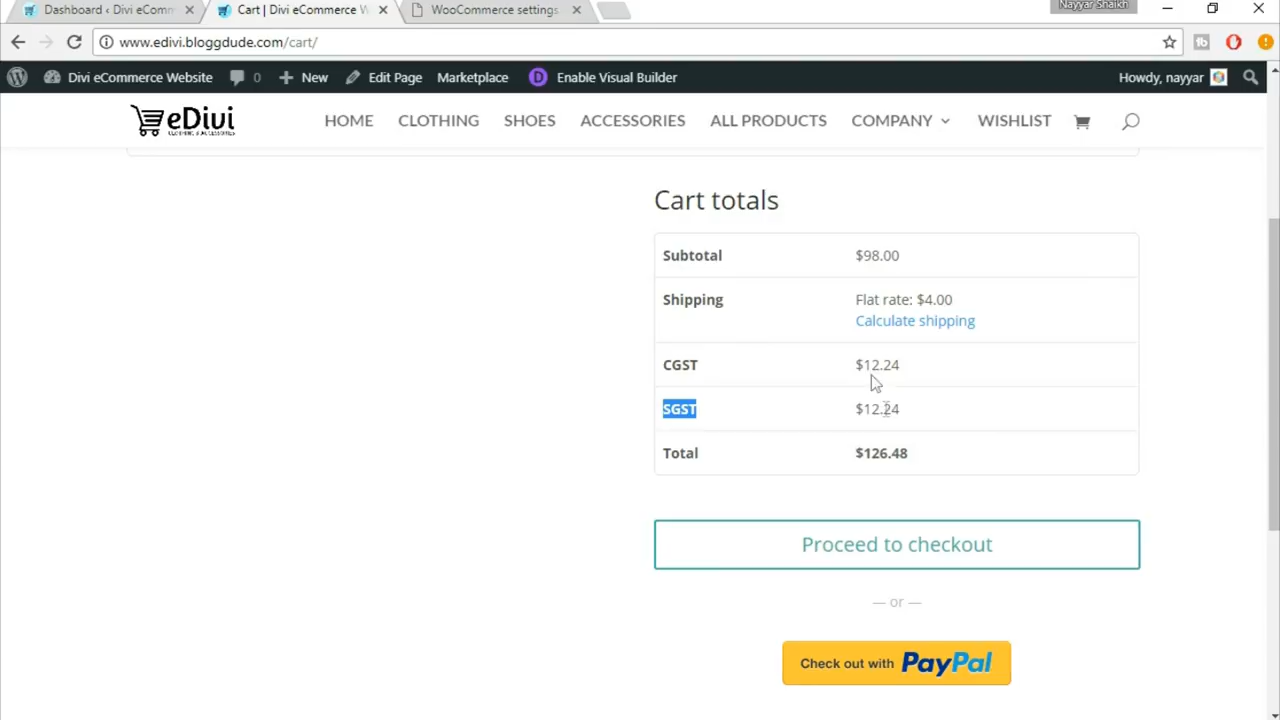 Nayyar Shaikh
Dashboard ‹ Divi eComm
Cart | Divi eCommerce W
WooCommerce settings
www.edivi.bloggdude.com/cart/
Divi eCommerce Website 0 New Edit Page Marketplace D Enable Visual Builder Howdy, nayyar
eDivi
CLOTHING & ACCESSORIES
HOME CLOTHING SHOES ACCESSORIES ALL PRODUCTS COMPANY WISHLIST
Cart totals
Subtotal $98.00
Shipping Flat rate: $4.00
Calculate shipping
CGST $12.24
SGST $12.24
Total $126.48
Proceed to checkout
— or —
Check out with PayPal